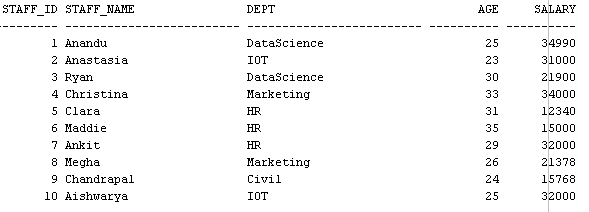 STAFF_ID STAFF_NAME DEPT AGE SALARY
1 Anandu DataScience 25 34990
2 Anastasia IOT 23 31000
3 Ryan DataScience 30 21900
4 Christina Marketing 33 34000
5 Clara HR 31 12340
6 Maddie HR 35 15000
7 Ankit HR 29 32000
8 Megha Marketing 26 21378
9 Chandrapal Civil 24 15768
10 Aishwarya IOT 25 32000